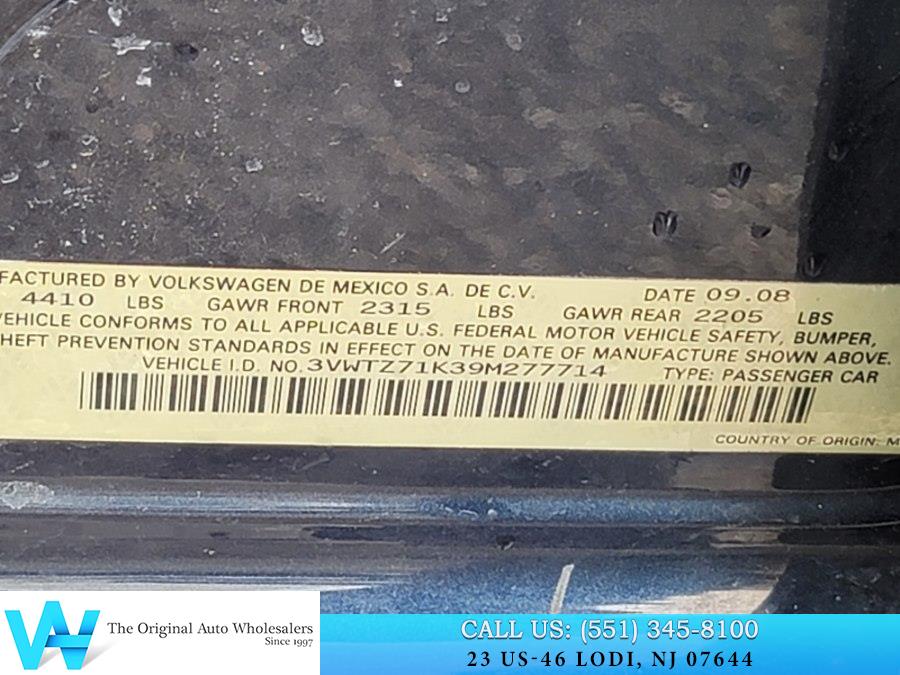 FACTURED BY VOLKSWAGEN DE MEXICO S.A. DE C.V. DATE 09.08
4410 LBS GAWR FRONT 2315 LBS GAWR REAR 2205 LBS
VEHICLE CONFORMS TO ALL APPLICABLE U.S. FEDERAL MOTOR VEHICLE SAFETY, BUMPER,
HEFT PREVENTION STANDARDS IN EFFECT ON THE DATE OF MANUFACTURE SHOWN ABOVE.
VEHICLE I.D. NO. 3VWTZ71K39M277714 TYPE: PASSENGER CAR
COUNTRY OF ORIGIN: M
The Original Auto Wholesalers
Since 1997
CALL US: (551) 345-8100
23 US-46 LODI, NJ 07644